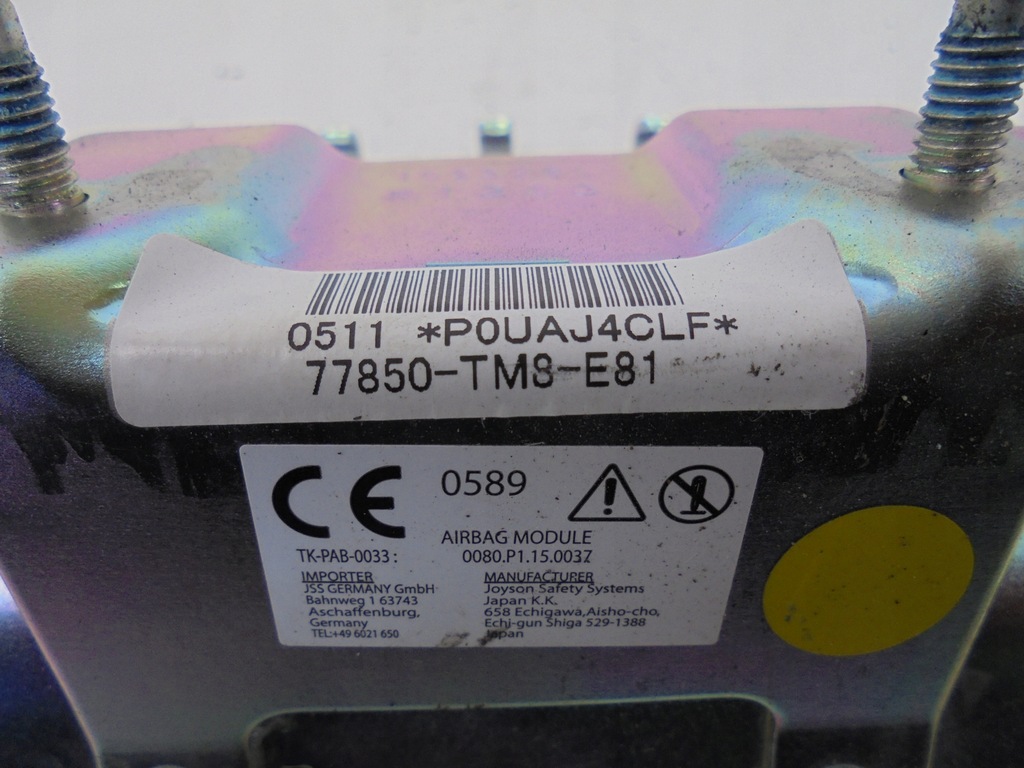 0511 *P0UAJ4CLF*
77850-TM8-E81
CE 0589
AIRBAG MODULE
TK-PAB-0033: 0080.P1.15.0037
IMPORTER
JSS GERMANY GmbH
Bahnweg 1 63743
Aschaffenburg,
Germany
TEL:+49 6021 650
MANUFACTURER
Joyson Safety Systems
Japan K.K.
658 Echigawa,Aisho-cho,
Echi-gun Shiga 529-1388
Japan